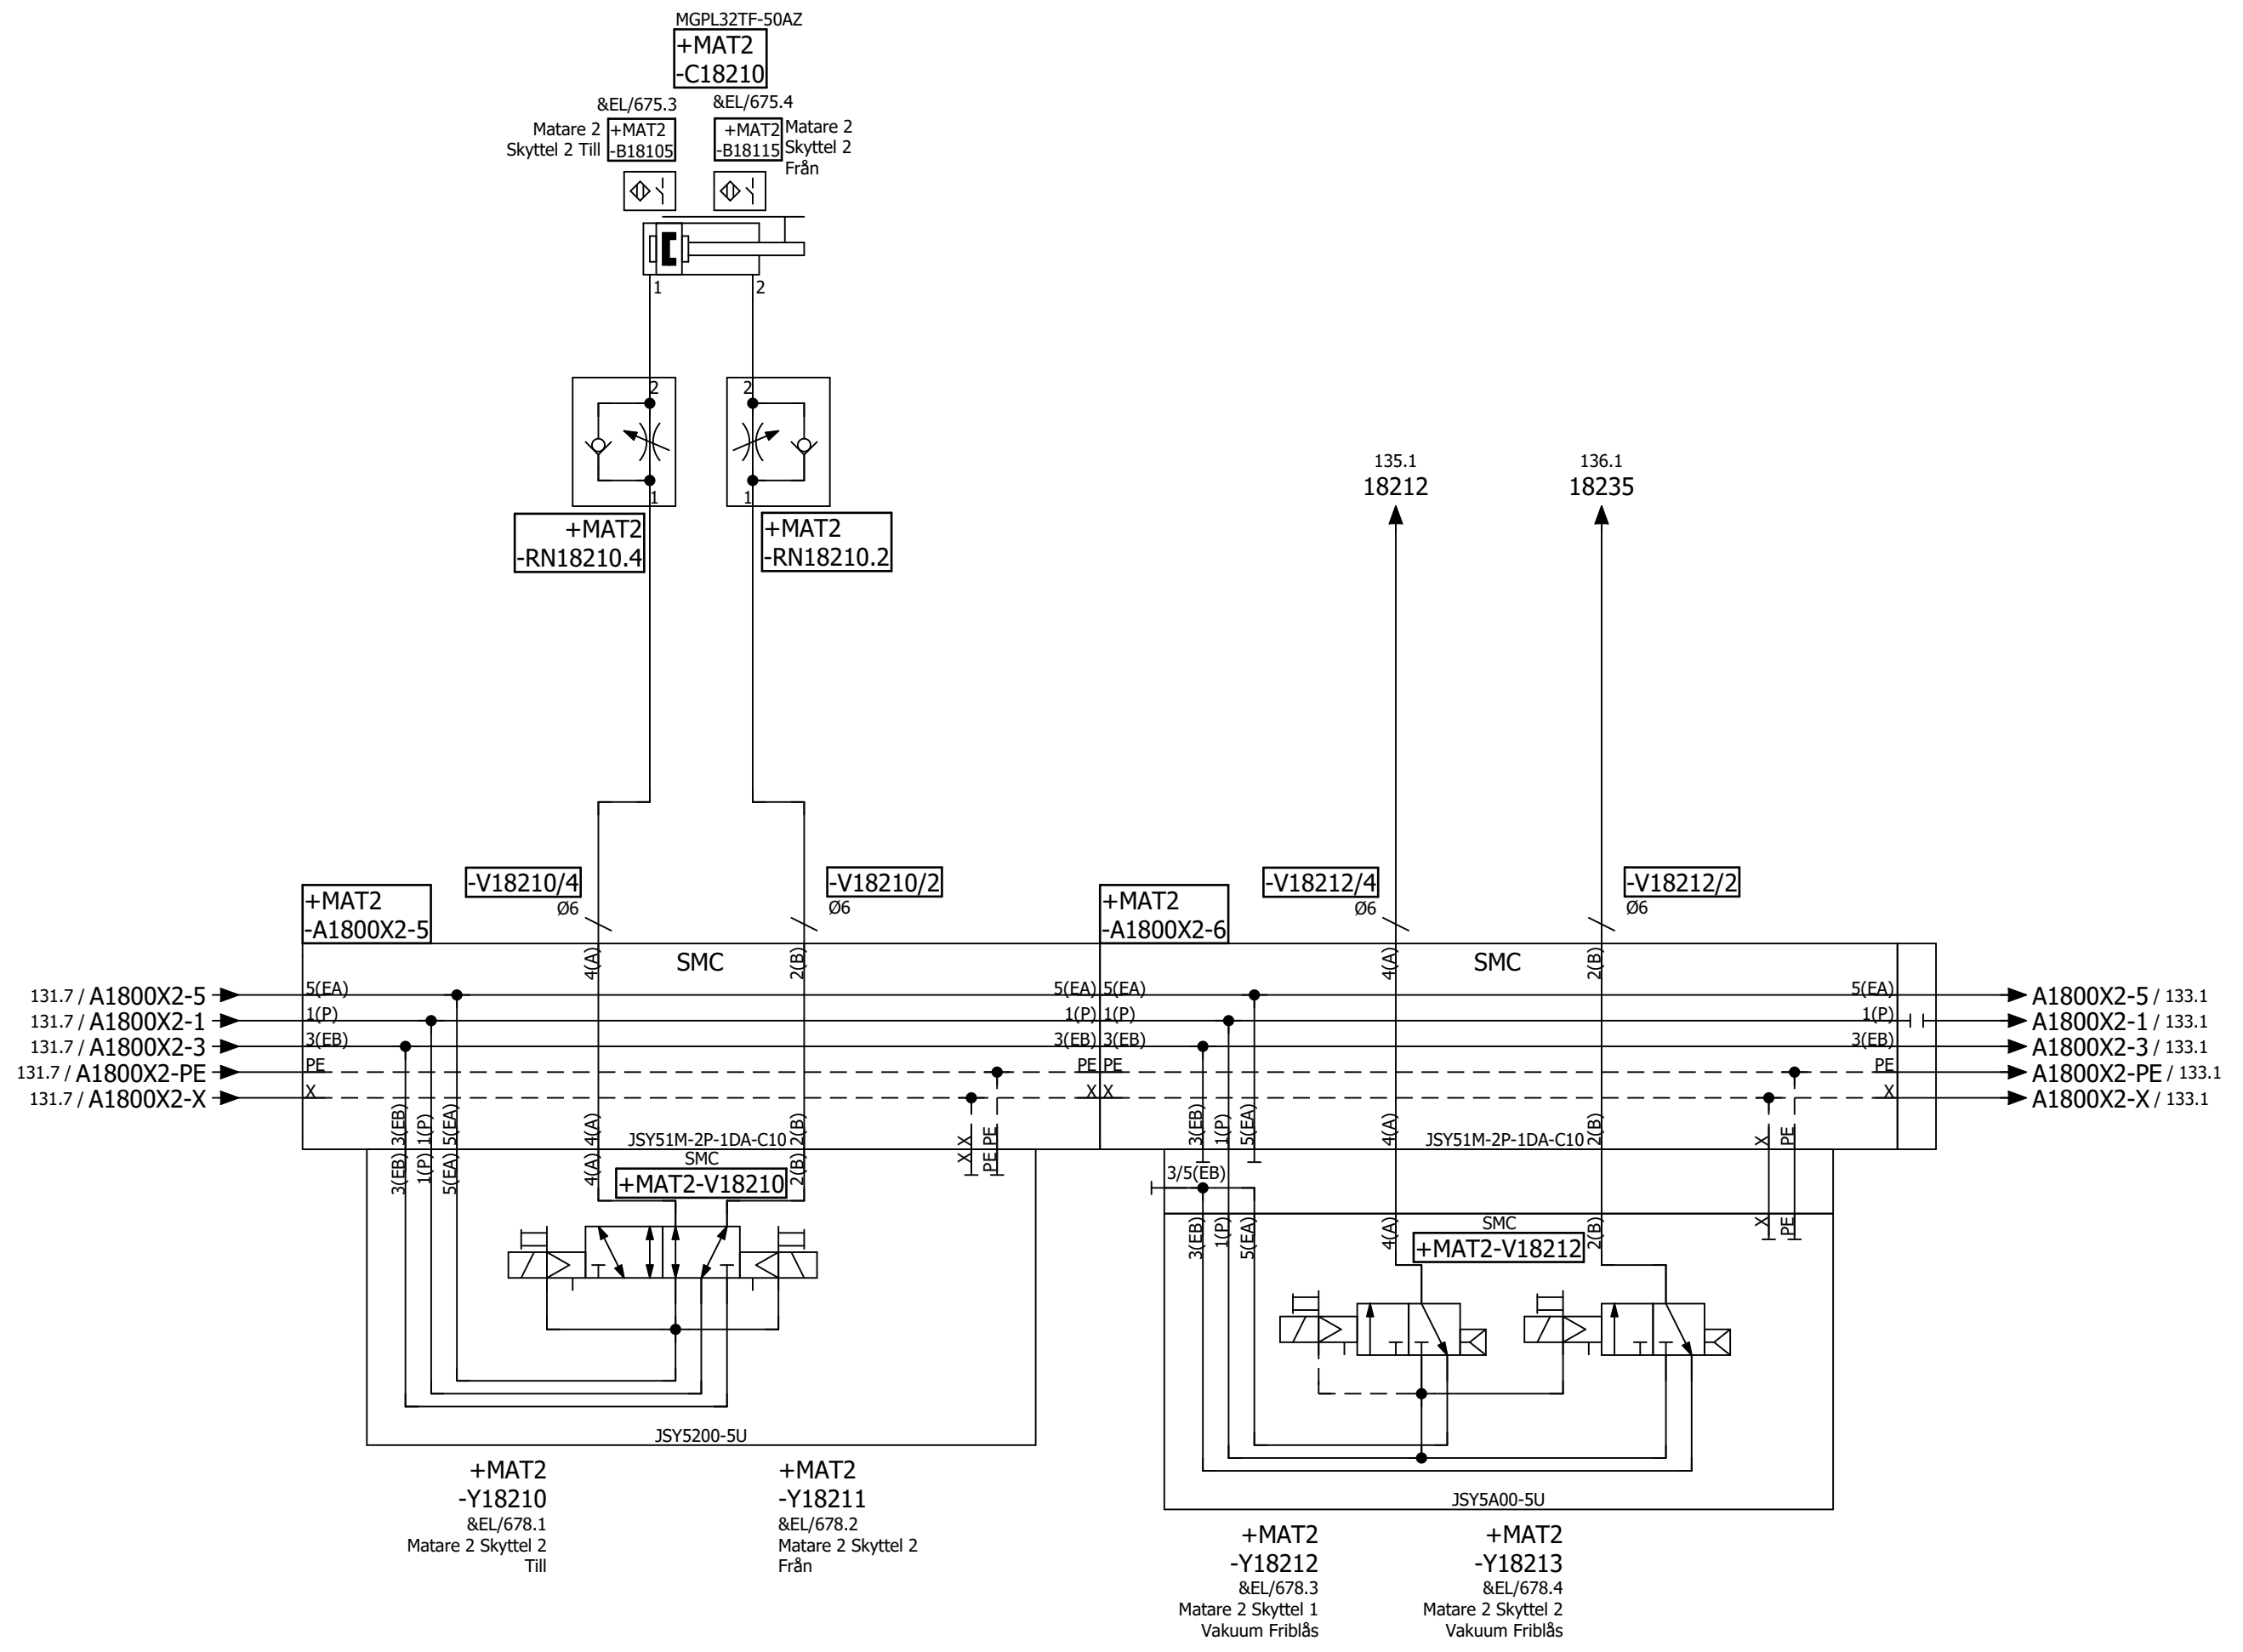 MGPL32TF-50AZ
+MAT2
-C18210
&EL/675.3
&EL/675.4
Matare 2
Skyttel 2 Till
+MAT2
-B18105
+MAT2
-B18115
Matare 2
Skyttel 2
Från
1
2
2
1
2
1
+MAT2
-RN18210.4
+MAT2
-RN18210.2
135.1
18212
136.1
18235
-V18210/4
Ø6
-V18210/2
Ø6
-V18212/4
Ø6
-V18212/2
Ø6
+MAT2
-A1800X2-5
+MAT2
-A1800X2-6
4(A)
SMC
2(B)
4(A)
SMC
2(B)
131.7 / A1800X2-5
5(EA)
5(EA)
5(EA)
5(EA)
A1800X2-5 / 133.1
131.7 / A1800X2-1
1(P)
1(P)
1(P)
1(P)
A1800X2-1 / 133.1
131.7 / A1800X2-3
3(EB)
3(EB)
3(EB)
3(EB)
A1800X2-3 / 133.1
131.7 / A1800X2-PE
PE
PE
PE
PE
A1800X2-PE / 133.1
131.7 / A1800X2-X
X
X
X
X
A1800X2-X / 133.1
3(EB)
1(P)
5(EA)
4(A)
JSY51M-2P-1DA-C10
2(B)
X
PE
3(EB)
1(P)
5(EA)
4(A)
JSY51M-2P-1DA-C10
2(B)
X
PE
3(EB)
1(P)
5(EA)
4(A)
SMC
+MAT2-V18210
2(B)
X
PE
3/5(EB)
3(EB)
1(P)
5(EA)
4(A)
SMC
+MAT2-V18212
2(B)
X
PE
JSY5200-5U
JSY5A00-5U
+MAT2
-Y18210
&EL/678.1
Matare 2 Skyttel 2
Till
+MAT2
-Y18211
&EL/678.2
Matare 2 Skyttel 2
Från
+MAT2
-Y18212
&EL/678.3
Matare 2 Skyttel 1
Vakuum Friblås
+MAT2
-Y18213
&EL/678.4
Matare 2 Skyttel 2
Vakuum Friblås